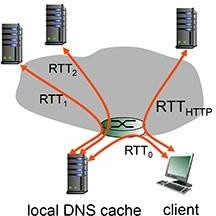 RTT2
RTT1
RTTHTTP
RTT0
local DNS cache
client